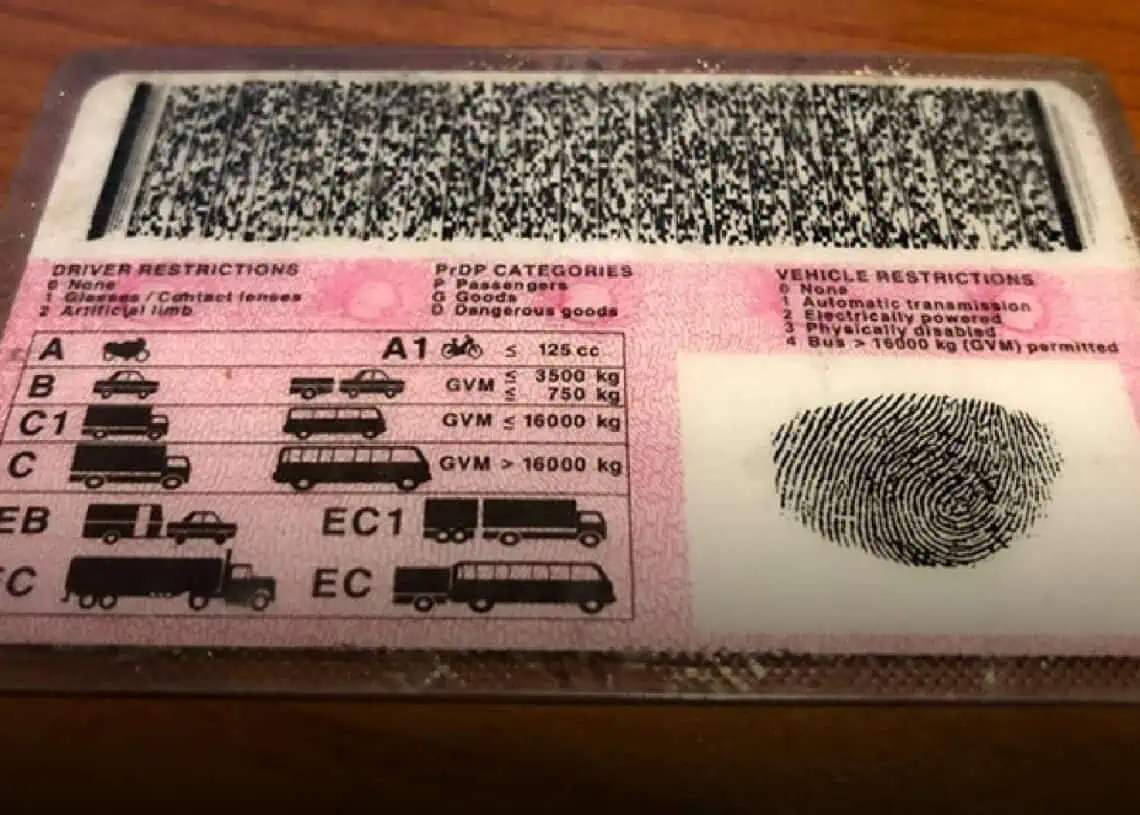 DRIVER RESTRICTIONS
0 None
1 Glasses / Contact lenses
2 Artificial limb
PrDP CATEGORIES
P Passengers
G Goods
D Dangerous goods
VEHICLE RESTRICTIONS
0 None
1 Automatic transmission
2 Electrically powered
3 Physically disabled
4 Bus > 16000 kg (GVM) permitted
A A1 ≤ 125 cc
B GVM ≤ 3500 kg
≤ 750 kg
C1 GVM ≤ 16000 kg
C GVM > 16000 kg
EB EC1
EC EC